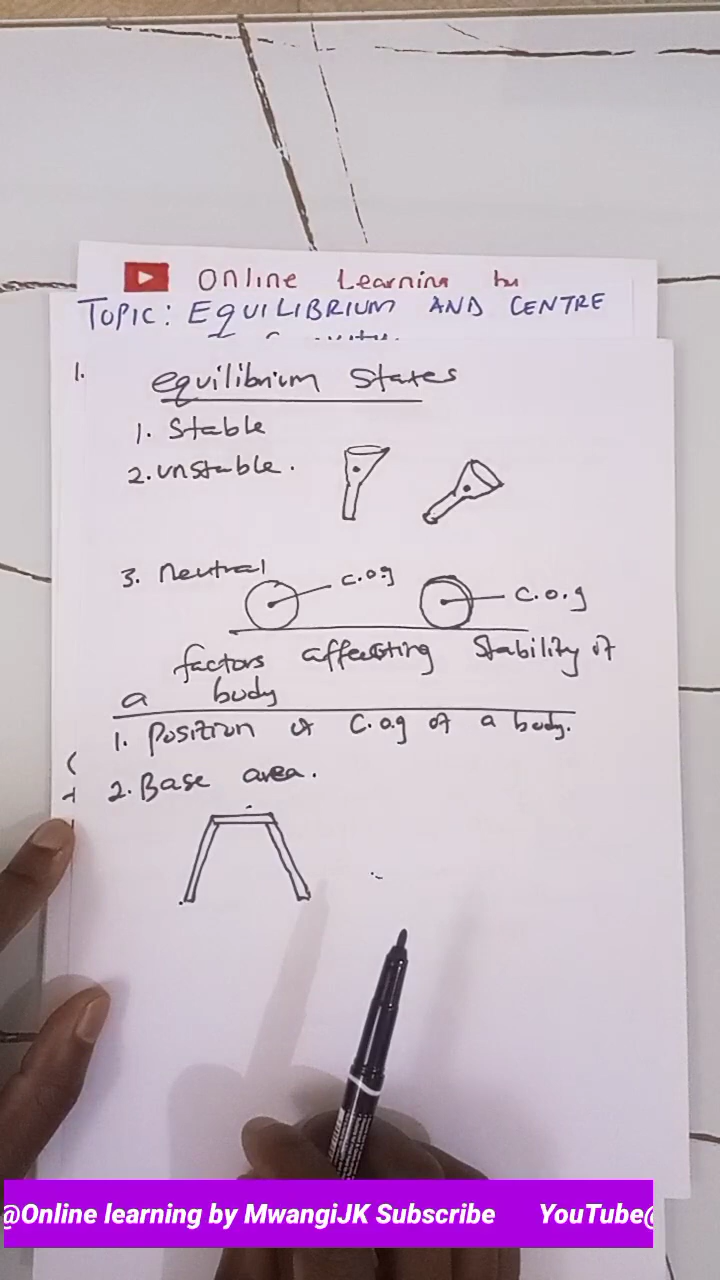 Online Learning by
TOPIC: EQUILIBRIUM AND CENTRE
1.
equilibrium States
1. Stable
2. unstable.
3. Neutral
c.o.g
c.o.g
factors affecting Stability of
a body
1. Position of C.o.g of a body.
2. Base area.
@Online learning by MwangiJK Subscribe YouTube@